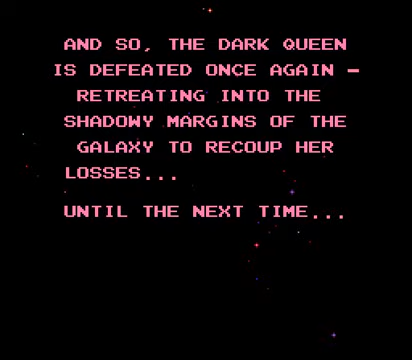 AND SO, THE DARK QUEEN
IS DEFEATED ONCE AGAIN –
RETREATING INTO THE
SHADOWY MARGINS OF THE
GALAXY TO RECOUP HER
LOSSES...
UNTIL THE NEXT TIME...